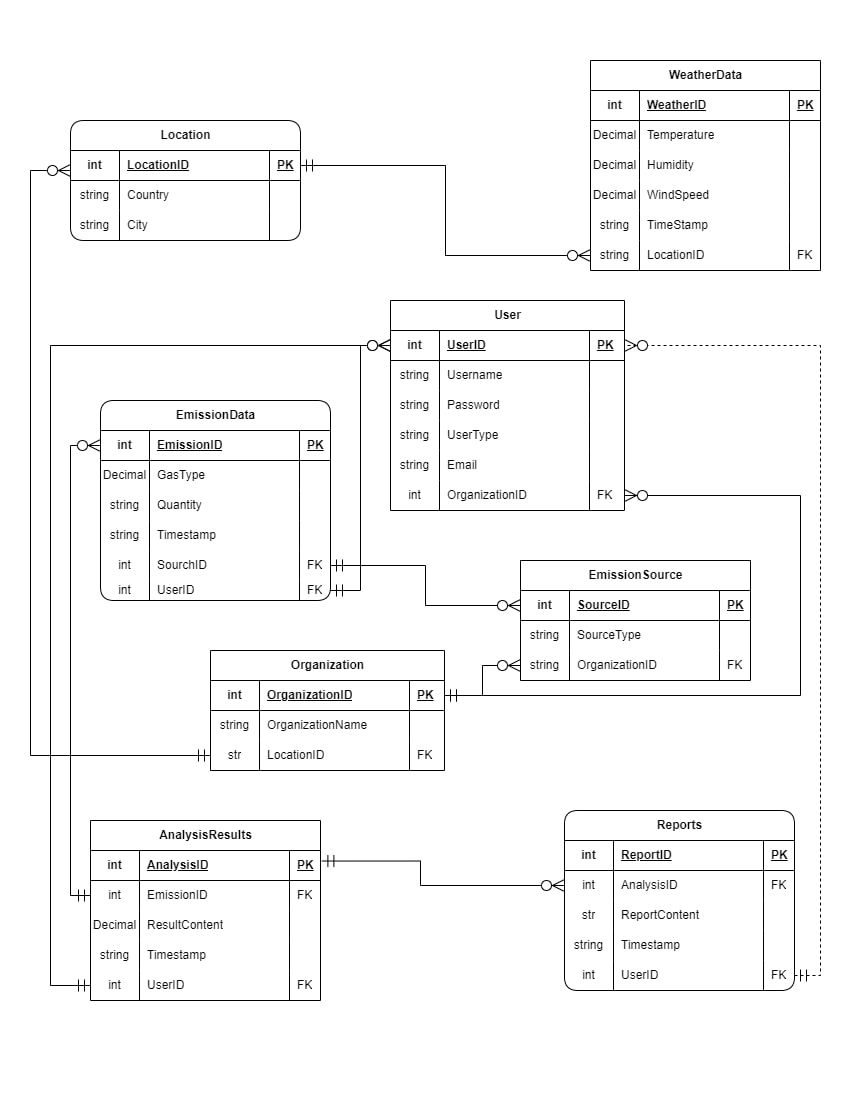 WeatherData
int WeatherID PK
Decimal Temperature
Decimal Humidity
Decimal WindSpeed
string TimeStamp
string LocationID FK
Location
int LocationID PK
string Country
string City
User
int UserID PK
string Username
string Password
string UserType
string Email
int OrganizationID FK
EmissionData
int EmissionID PK
Decimal GasType
string Quantity
string Timestamp
int SourchID FK
int UserID FK
EmissionSource
int SourceID PK
string SourceType
string OrganizationID FK
Organization
int OrganizationID PK
string OrganizationName
str LocationID FK
AnalysisResults
int AnalysisID PK
int EmissionID FK
Decimal ResultContent
string Timestamp
int UserID FK
Reports
int ReportID PK
int AnalysisID FK
str ReportContent
string Timestamp
int UserID FK